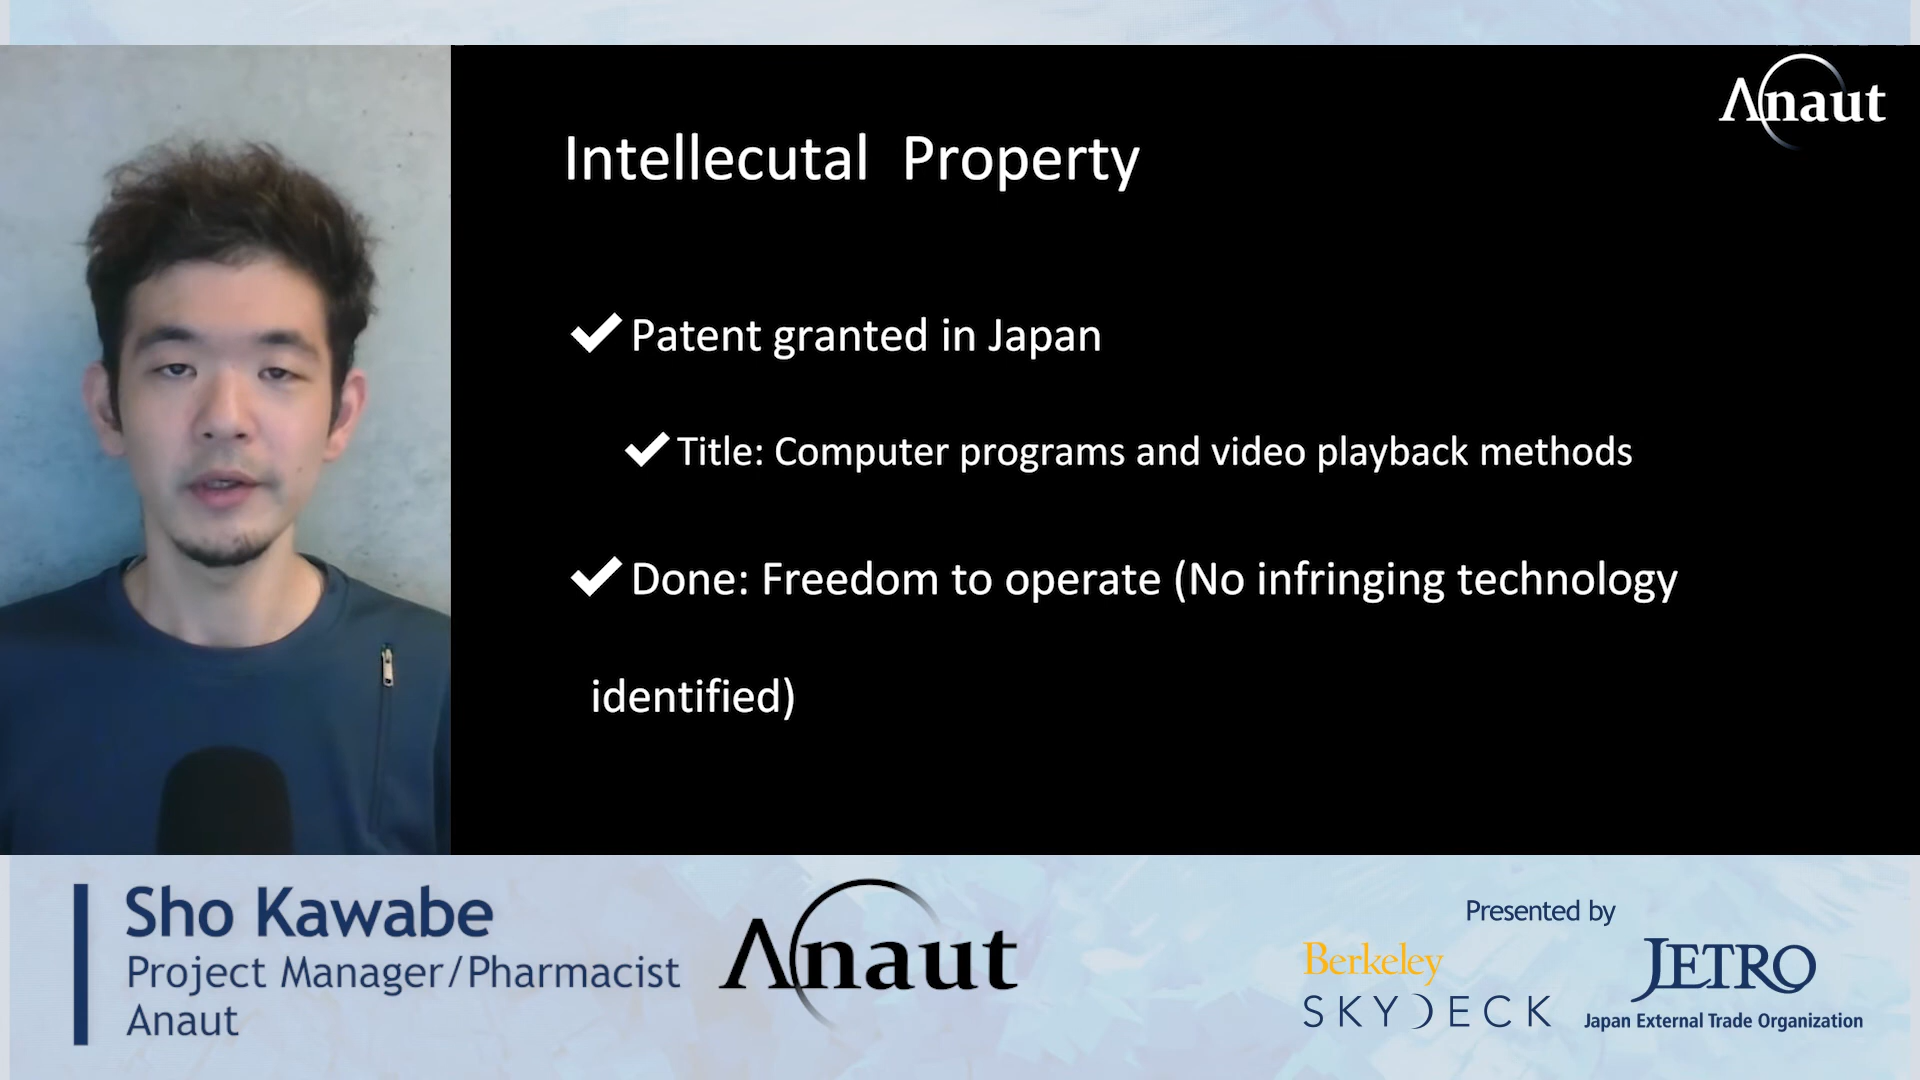 Anaut
Intellecutal Property
✔ Patent granted in Japan
✔ Title: Computer programs and video playback methods
✔ Done: Freedom to operate (No infringing technology
identified)
Sho Kawabe
Project Manager/Pharmacist
Anaut
Anaut
Presented by
Berkeley
SKYDECK
JETRO
Japan External Trade Organization